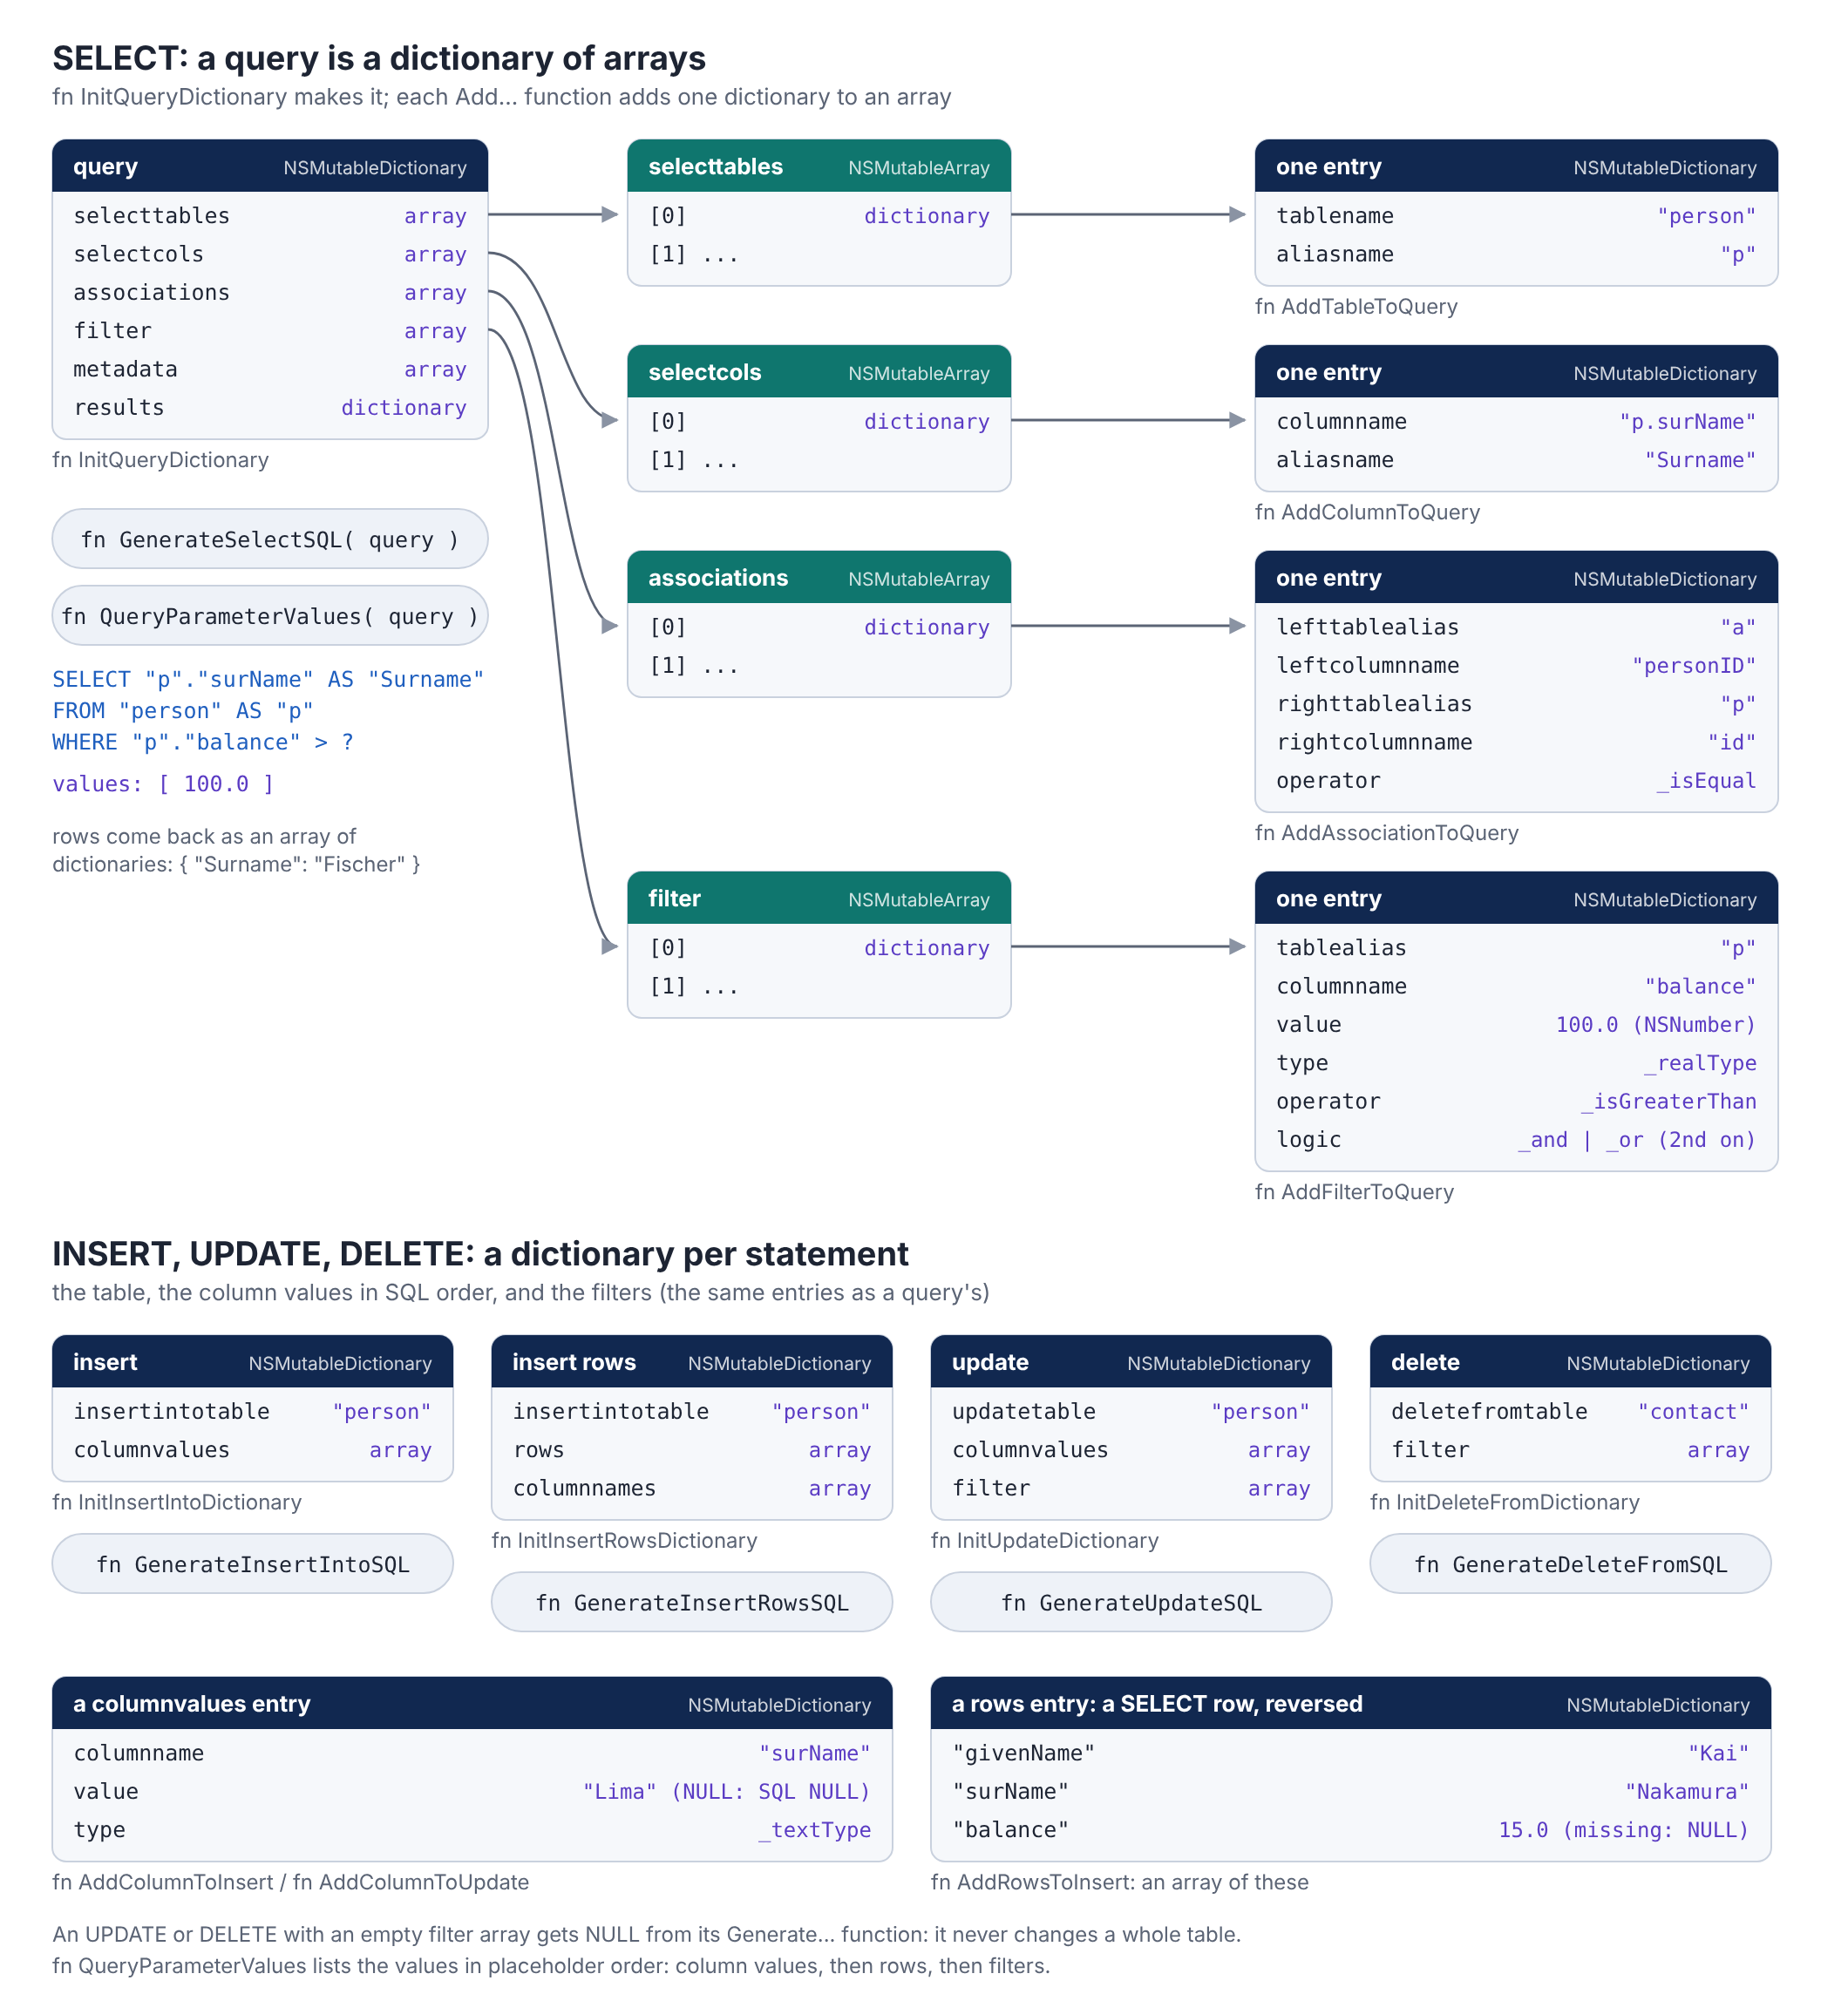 SELECT: a query is a dictionary of arrays
fn InitQueryDictionary makes it; each Add... function adds one dictionary to an array
query NSMutableDictionary
selecttables array
selectcols array
associations array
filter array
metadata array
results dictionary
fn InitQueryDictionary
fn GenerateSelectSQL( query )
fn QueryParameterValues( query )
SELECT "p"."surName" AS "Surname"
FROM "person" AS "p"
WHERE "p"."balance" > ?
values: [ 100.0 ]
rows come back as an array of
dictionaries: { "Surname": "Fischer" }
selecttables NSMutableArray
[0] dictionary
[1] ...
selectcols NSMutableArray
[0] dictionary
[1] ...
associations NSMutableArray
[0] dictionary
[1] ...
filter NSMutableArray
[0] dictionary
[1] ...
one entry NSMutableDictionary
tablename "person"
aliasname "p"
fn AddTableToQuery
one entry NSMutableDictionary
columnname "p.surName"
aliasname "Surname"
fn AddColumnToQuery
one entry NSMutableDictionary
lefttablealias "a"
leftcolumnname "personID"
righttablealias "p"
rightcolumnname "id"
operator _isEqual
fn AddAssociationToQuery
one entry NSMutableDictionary
tablealias "p"
columnname "balance"
value 100.0 (NSNumber)
type _realType
operator _isGreaterThan
logic _and | _or (2nd on)
fn AddFilterToQuery
INSERT, UPDATE, DELETE: a dictionary per statement
the table, the column values in SQL order, and the filters (the same entries as a query's)
insert NSMutableDictionary
insertintotable "person"
columnvalues array
fn InitInsertIntoDictionary
fn GenerateInsertIntoSQL
insert rows NSMutableDictionary
insertintotable "person"
rows array
columnnames array
fn InitInsertRowsDictionary
fn GenerateInsertRowsSQL
update NSMutableDictionary
updatetable "person"
columnvalues array
filter array
fn InitUpdateDictionary
fn GenerateUpdateSQL
delete NSMutableDictionary
deletefromtable "contact"
filter array
fn InitDeleteFromDictionary
fn GenerateDeleteFromSQL
a columnvalues entry NSMutableDictionary
columnname "surName"
value "Lima" (NULL: SQL NULL)
type _textType
fn AddColumnToInsert / fn AddColumnToUpdate
a rows entry: a SELECT row, reversed NSMutableDictionary
"givenName" "Kai"
"surName" "Nakamura"
"balance" 15.0 (missing: NULL)
fn AddRowsToInsert: an array of these
An UPDATE or DELETE with an empty filter array gets NULL from its Generate... function: it never changes a whole table.
fn QueryParameterValues lists the values in placeholder order: column values, then rows, then filters.